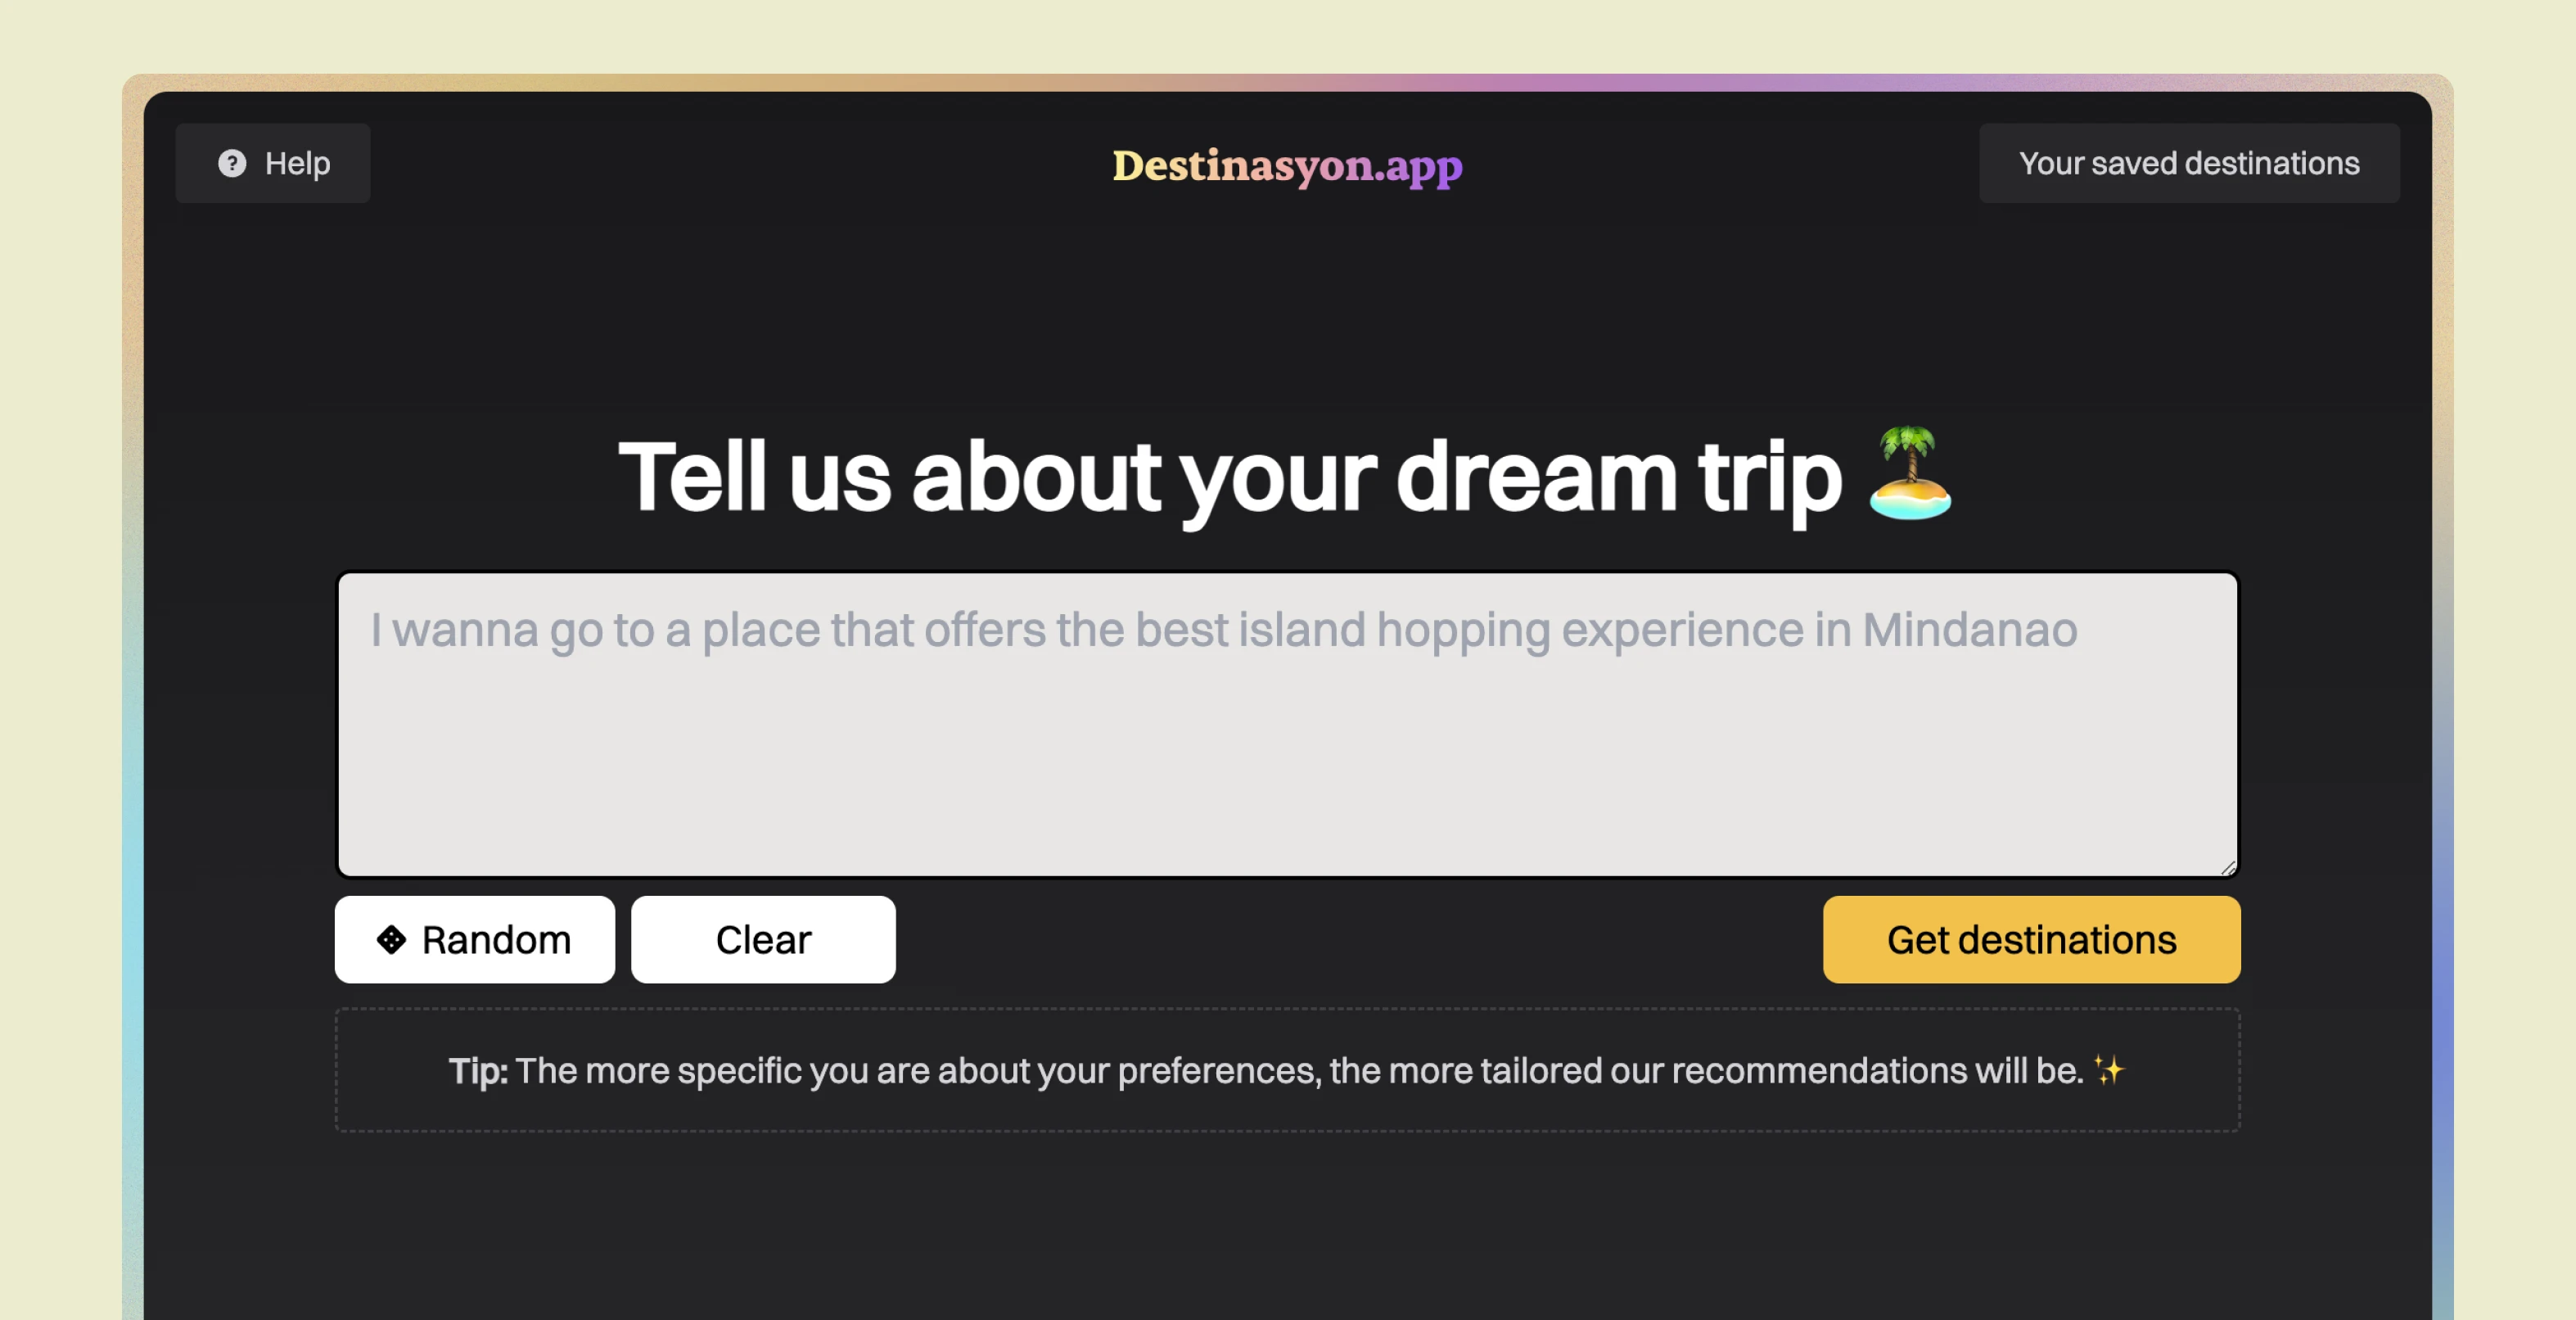 Help
Destinasyon.app
Your saved destinations
Tell us about your dream trip 🏝️
I wanna go to a place that offers the best island hopping experience in Mindanao
Random
Clear
Get destinations
Tip: The more specific you are about your preferences, the more tailored our recommendations will be. ✨